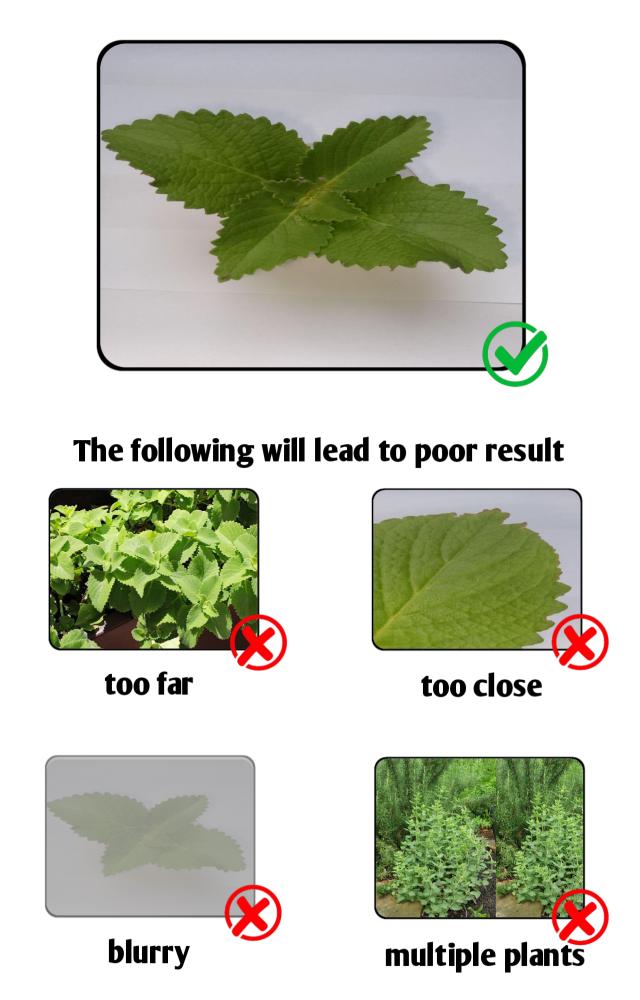 The following will lead to poor result
too far
too close
blurry
multiple plants